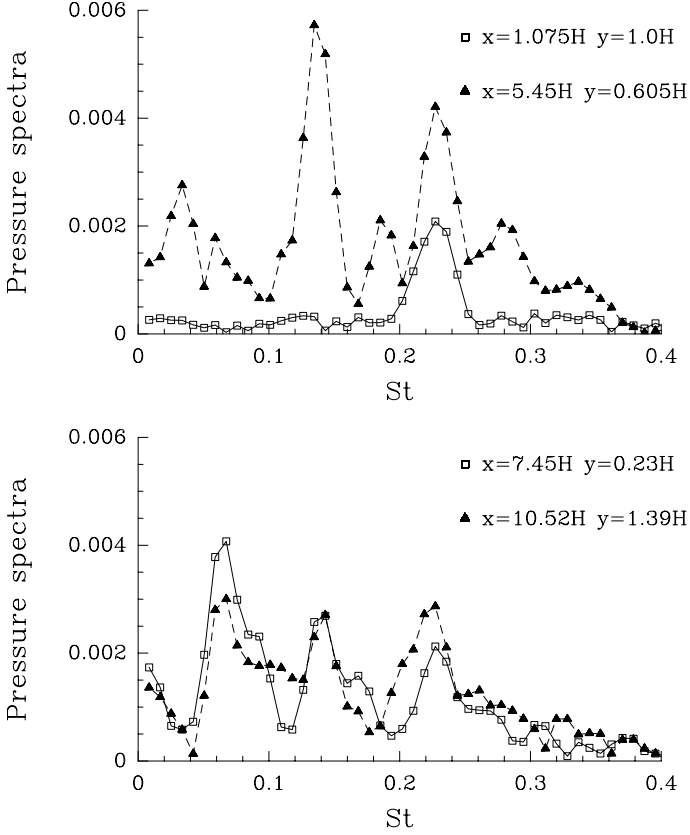 0.006
x=1.075H y=1.0H
x=5.45H y=0.605H
0.004
Pressure spectra
0.002
0
0 0.1 0.2 0.3 0.4
St
0.006
x=7.45H y=0.23H
x=10.52H y=1.39H
0.004
Pressure spectra
0.002
0
0 0.1 0.2 0.3 0.4
St